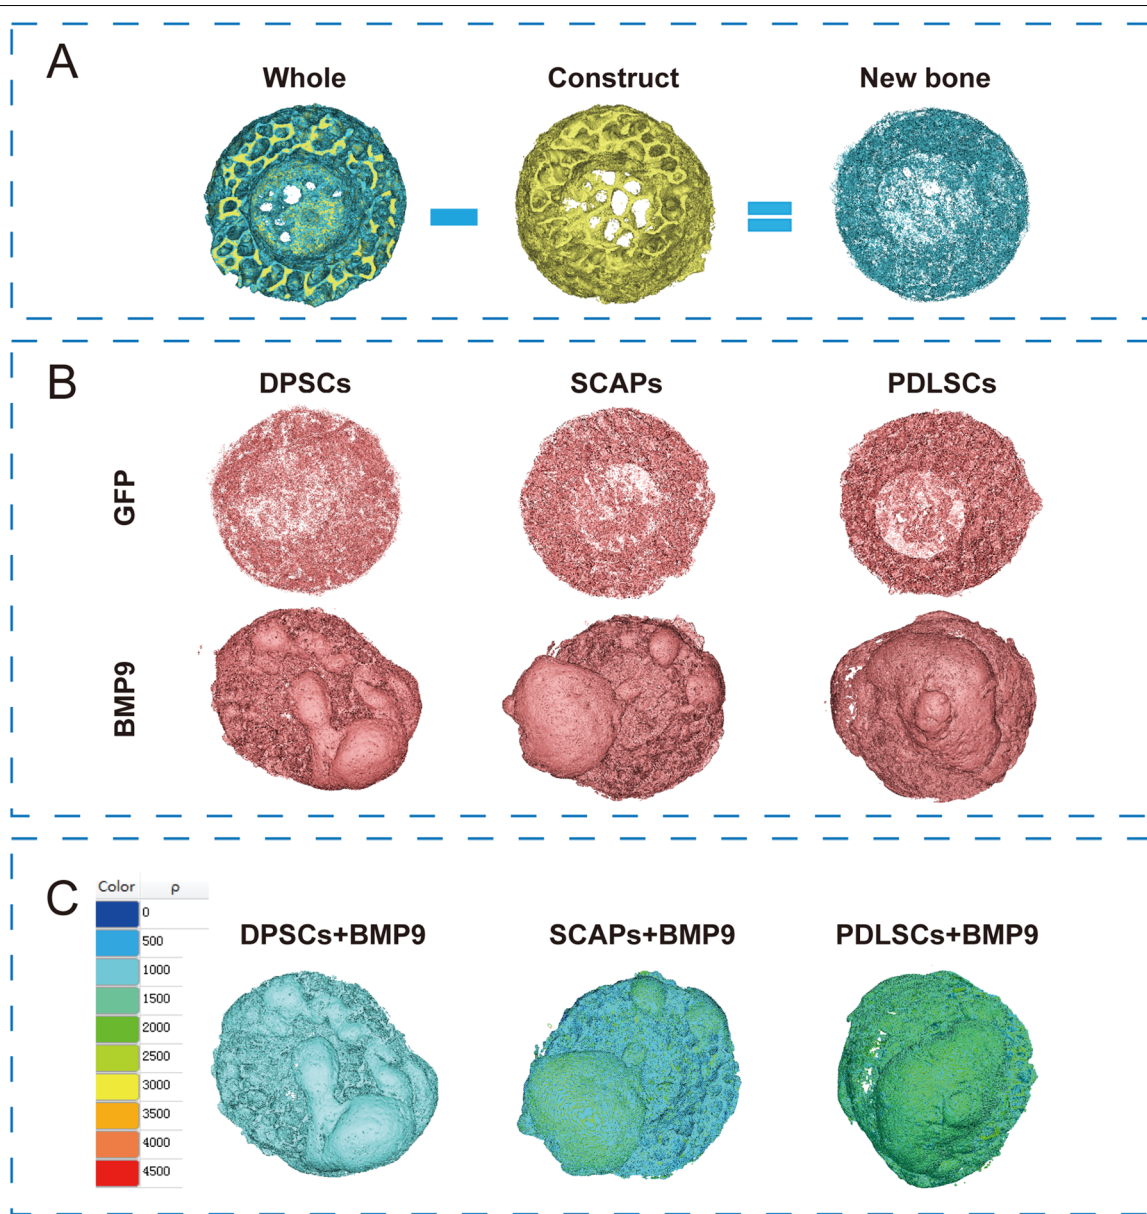 A
Whole
Construct
New bone
B
DPSCs
SCAPs
PDLSCs
GFP
BMP9
C
Color ρ
0
500
1000
1500
2000
2500
3000
3500
4000
4500
DPSCs+BMP9
SCAPs+BMP9
PDLSCs+BMP9